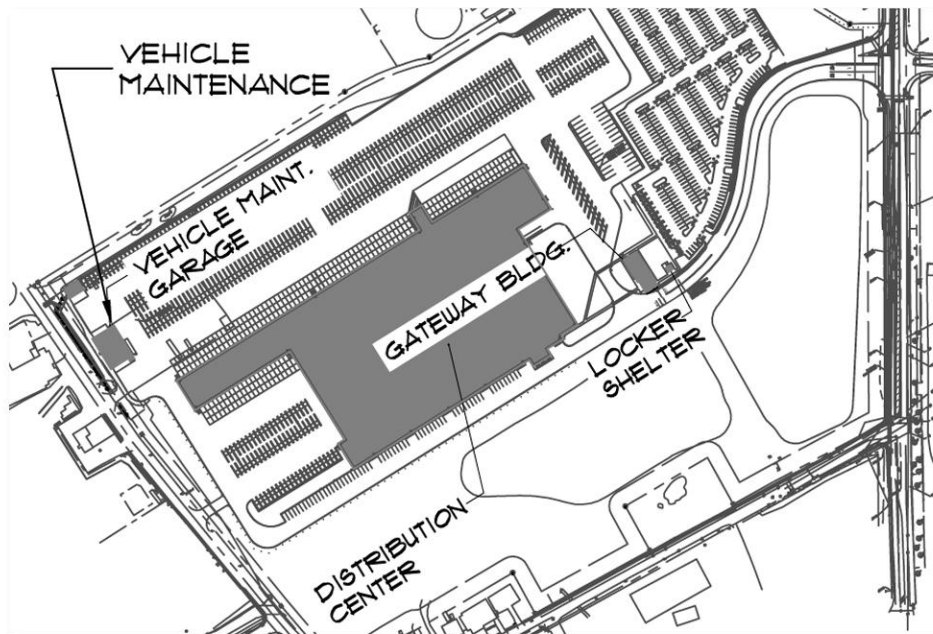 VEHICLE
MAINTENANCE
VEHICLE MAINT.
GARAGE
GATEWAY BLDG.
LOCKER
SHELTER
DISTRIBUTION
CENTER